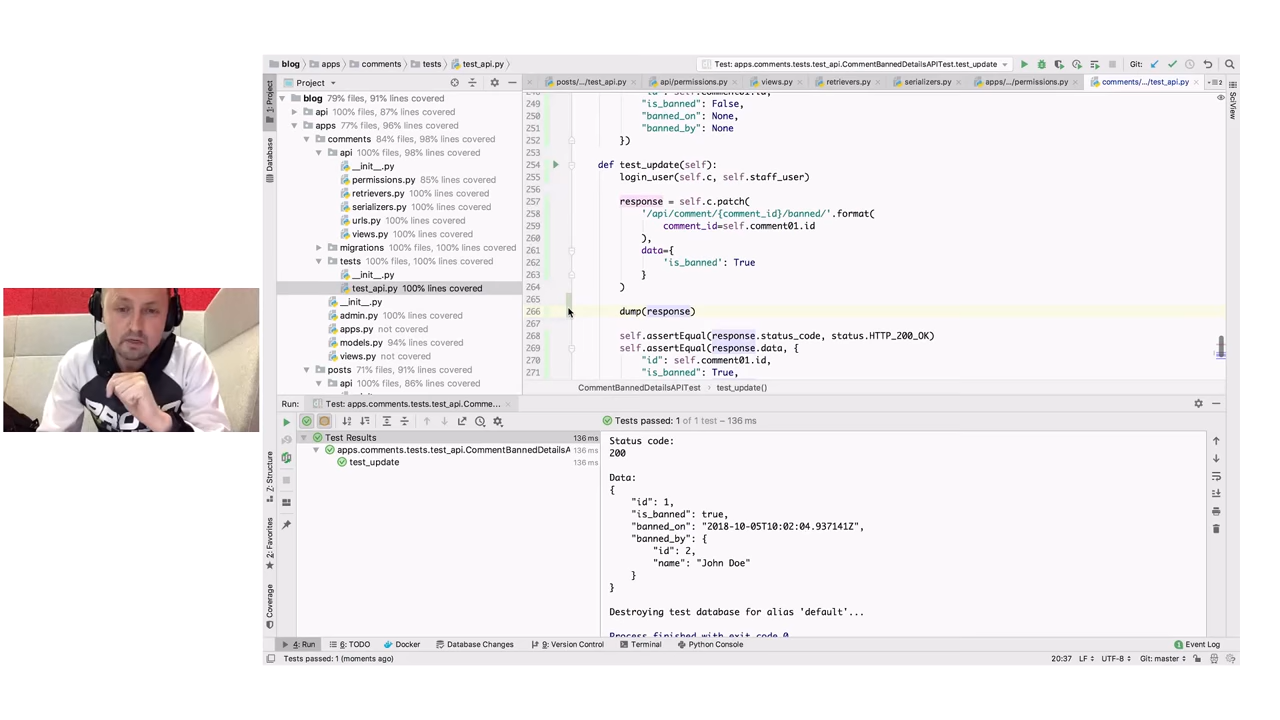 blog apps comments tests test_api.py Test: apps.comments.tests.test_api.CommentBannedDetailsAPITest.test_update Git:
Project posts/.../test_api.py api/permissions.py views.py retrievers.py serializers.py apps/.../permissions.py comments/.../test_api.py
1: Project
Database
7: Structure
2: Favorites
Coverage
SciView
blog 79% files, 91% lines covered
api 100% files, 87% lines covered
apps 77% files, 96% lines covered
comments 84% files, 98% lines covered
api 100% files, 98% lines covered
__init__.py
permissions.py 85% lines covered
retrievers.py 100% lines covered
serializers.py 100% lines covered
urls.py 100% lines covered
views.py 100% lines covered
migrations 100% files, 100% lines covered
tests 100% files, 100% lines covered
__init__.py
test_api.py 100% lines covered
__init__.py
admin.py 100% lines covered
apps.py not covered
models.py 94% lines covered
views.py not covered
posts 71% files, 91% lines covered
api 100% files, 86% lines covered
249 "is_banned": False,
250 "banned_on": None,
251 "banned_by": None
252 })
253
254 def test_update(self):
255 login_user(self.c, self.staff_user)
256
257 response = self.c.patch(
258 '/api/comment/{comment_id}/banned/'.format(
259 comment_id=self.comment01.id
260 ),
261 data={
262 'is_banned': True
263 }
264 )
265
266 dump(response)
267
268 self.assertEqual(response.status_code, status.HTTP_200_OK)
269 self.assertEqual(response.data, {
270 "id": self.comment01.id,
271 "is_banned": True,
CommentBannedDetailsAPITest › test_update()
Run: Test: apps.comments.tests.test_api.Comme...
Tests passed: 1 of 1 test – 136 ms
Test Results 136 ms
apps.comments.tests.test_api.CommentBannedDetailsA 136 ms
test_update 136 ms
Status code:
200
Data:
{
"id": 1,
"is_banned": true,
"banned_on": "2018-10-05T10:02:04.937141Z",
"banned_by": {
"id": 2,
"name": "John Doe"
}
}
Destroying test database for alias 'default'...
Process finished with exit code 0
4: Run 6: TODO Docker Database Changes 9: Version Control Terminal Python Console Event Log
Tests passed: 1 (moments ago) 20:37 LF UTF-8 Git: master